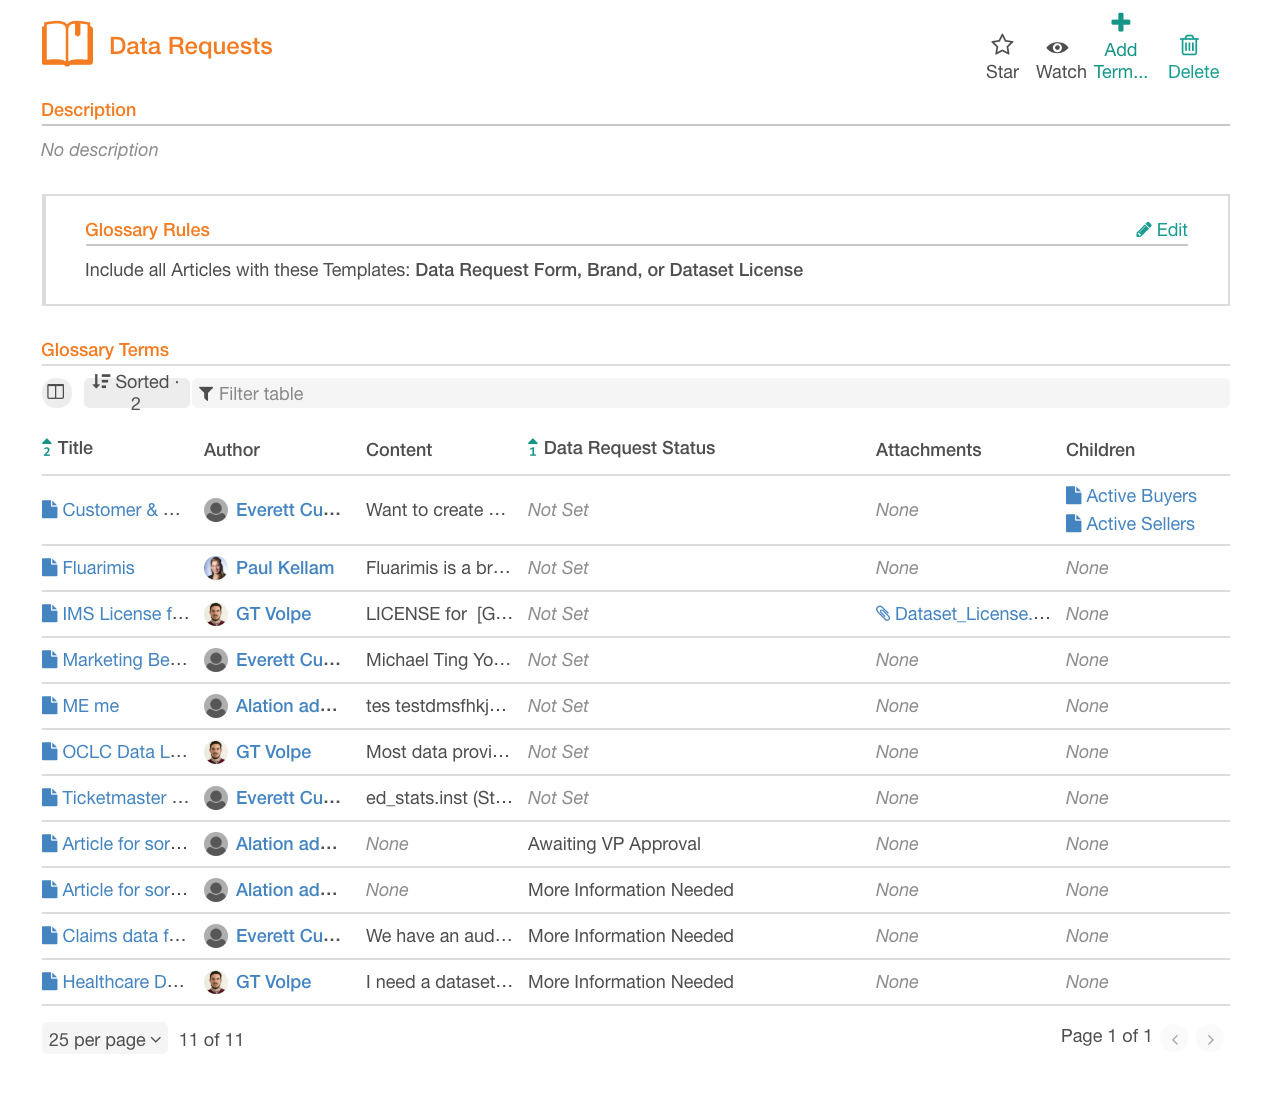 Data Requests
Star
Watch
Add Term...
Delete
Description
No description
Glossary Rules
Edit
Include all Articles with these Templates: Data Request Form, Brand, or Dataset License
Glossary Terms
Sorted ·
2
Filter table
2 Title Author Content 1 Data Request Status Attachments Children
Customer & ... Everett Cu... Want to create ... Not Set None Active Buyers
Active Sellers
Fluarimis Paul Kellam Fluarimis is a br... Not Set None None
IMS License f... GT Volpe LICENSE for [G... Not Set Dataset_License.... None
Marketing Be... Everett Cu... Michael Ting Yo... Not Set None None
ME me Alation ad... tes testdmsfhkj... Not Set None None
OCLC Data L... GT Volpe Most data provi... Not Set None None
Ticketmaster ... Everett Cu... ed_stats.inst (St... Not Set None None
Article for sor... Alation ad... None Awaiting VP Approval None None
Article for sor... Alation ad... None More Information Needed None None
Claims data f... Everett Cu... We have an aud... More Information Needed None None
Healthcare D... GT Volpe I need a dataset... More Information Needed None None
25 per page 11 of 11 Page 1 of 1